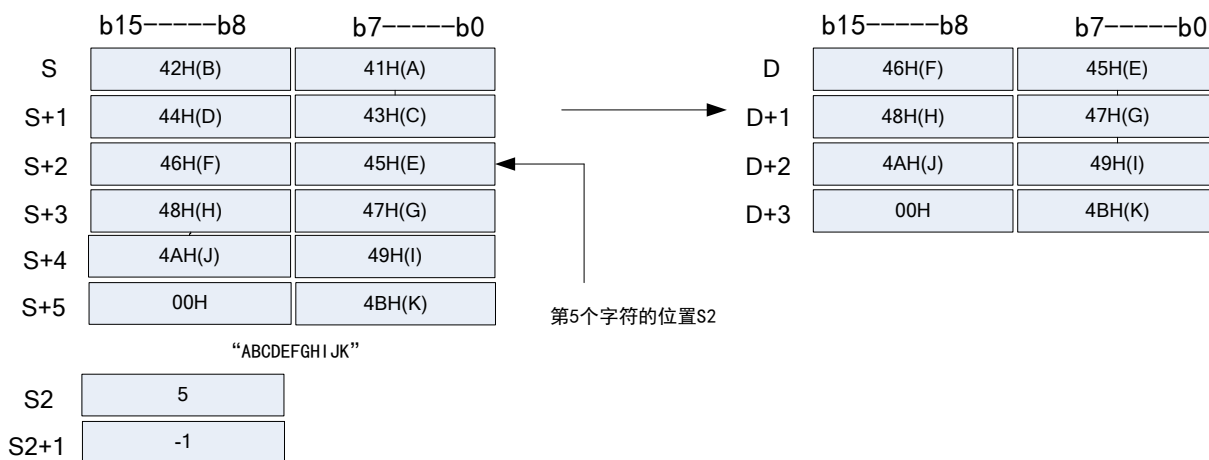 b15-----b8 b7-----b0
S 42H(B) 41H(A)
S+1 44H(D) 43H(C)
S+2 46H(F) 45H(E)
S+3 48H(H) 47H(G)
S+4 4AH(J) 49H(I)
S+5 00H 4BH(K)
“ABCDEFGHIJK”
S2 5
S2+1 -1
第5个字符的位置S2
b15-----b8 b7-----b0
D 46H(F) 45H(E)
D+1 48H(H) 47H(G)
D+2 4AH(J) 49H(I)
D+3 00H 4BH(K)